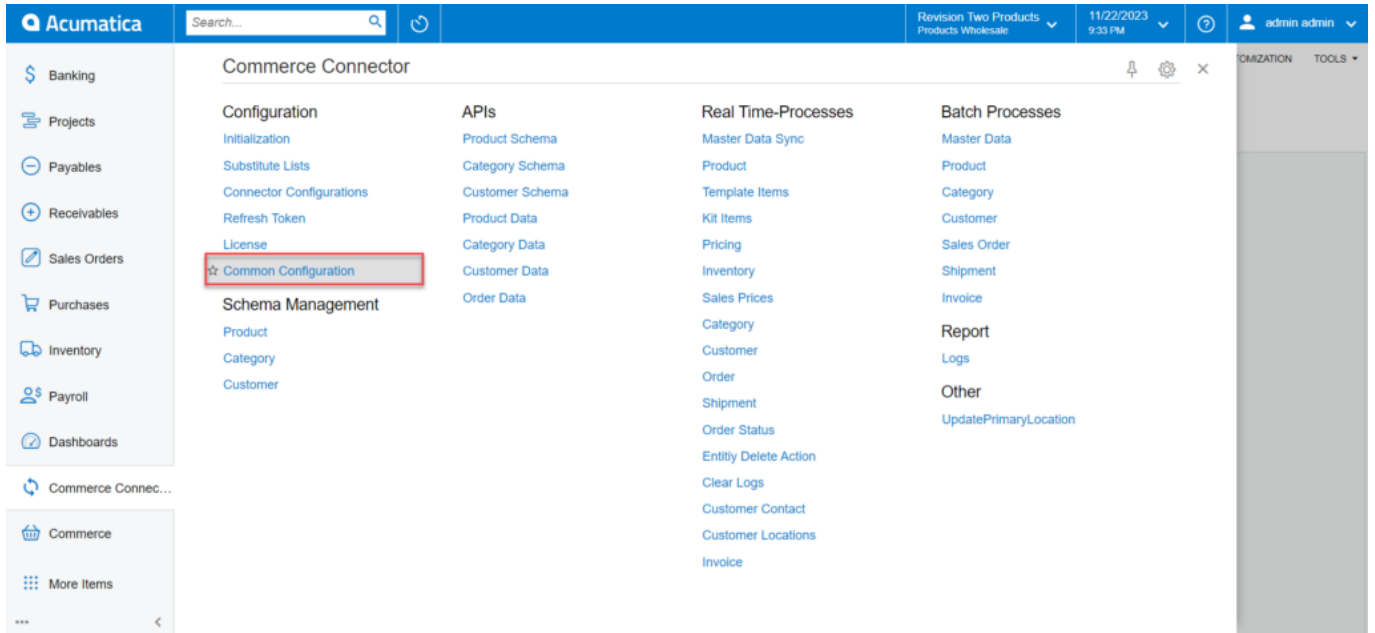 Acumatica
Search...
Revision Two Products
Products Wholesale
11/22/2023
9:33 PM
admin admin
Banking
Projects
Payables
Receivables
Sales Orders
Purchases
Inventory
Payroll
Dashboards
Commerce Connec...
Commerce
More Items
Commerce Connector
Configuration
Initialization
Substitute Lists
Connector Configurations
Refresh Token
License
Common Configuration
Schema Management
Product
Category
Customer
APIs
Product Schema
Category Schema
Customer Schema
Product Data
Category Data
Customer Data
Order Data
Real Time-Processes
Master Data Sync
Product
Template Items
Kit Items
Pricing
Inventory
Sales Prices
Category
Customer
Order
Shipment
Order Status
Entitiy Delete Action
Clear Logs
Customer Contact
Customer Locations
Invoice
Batch Processes
Master Data
Product
Category
Customer
Sales Order
Shipment
Invoice
Report
Logs
Other
UpdatePrimaryLocation
TOMIZATION TOOLS